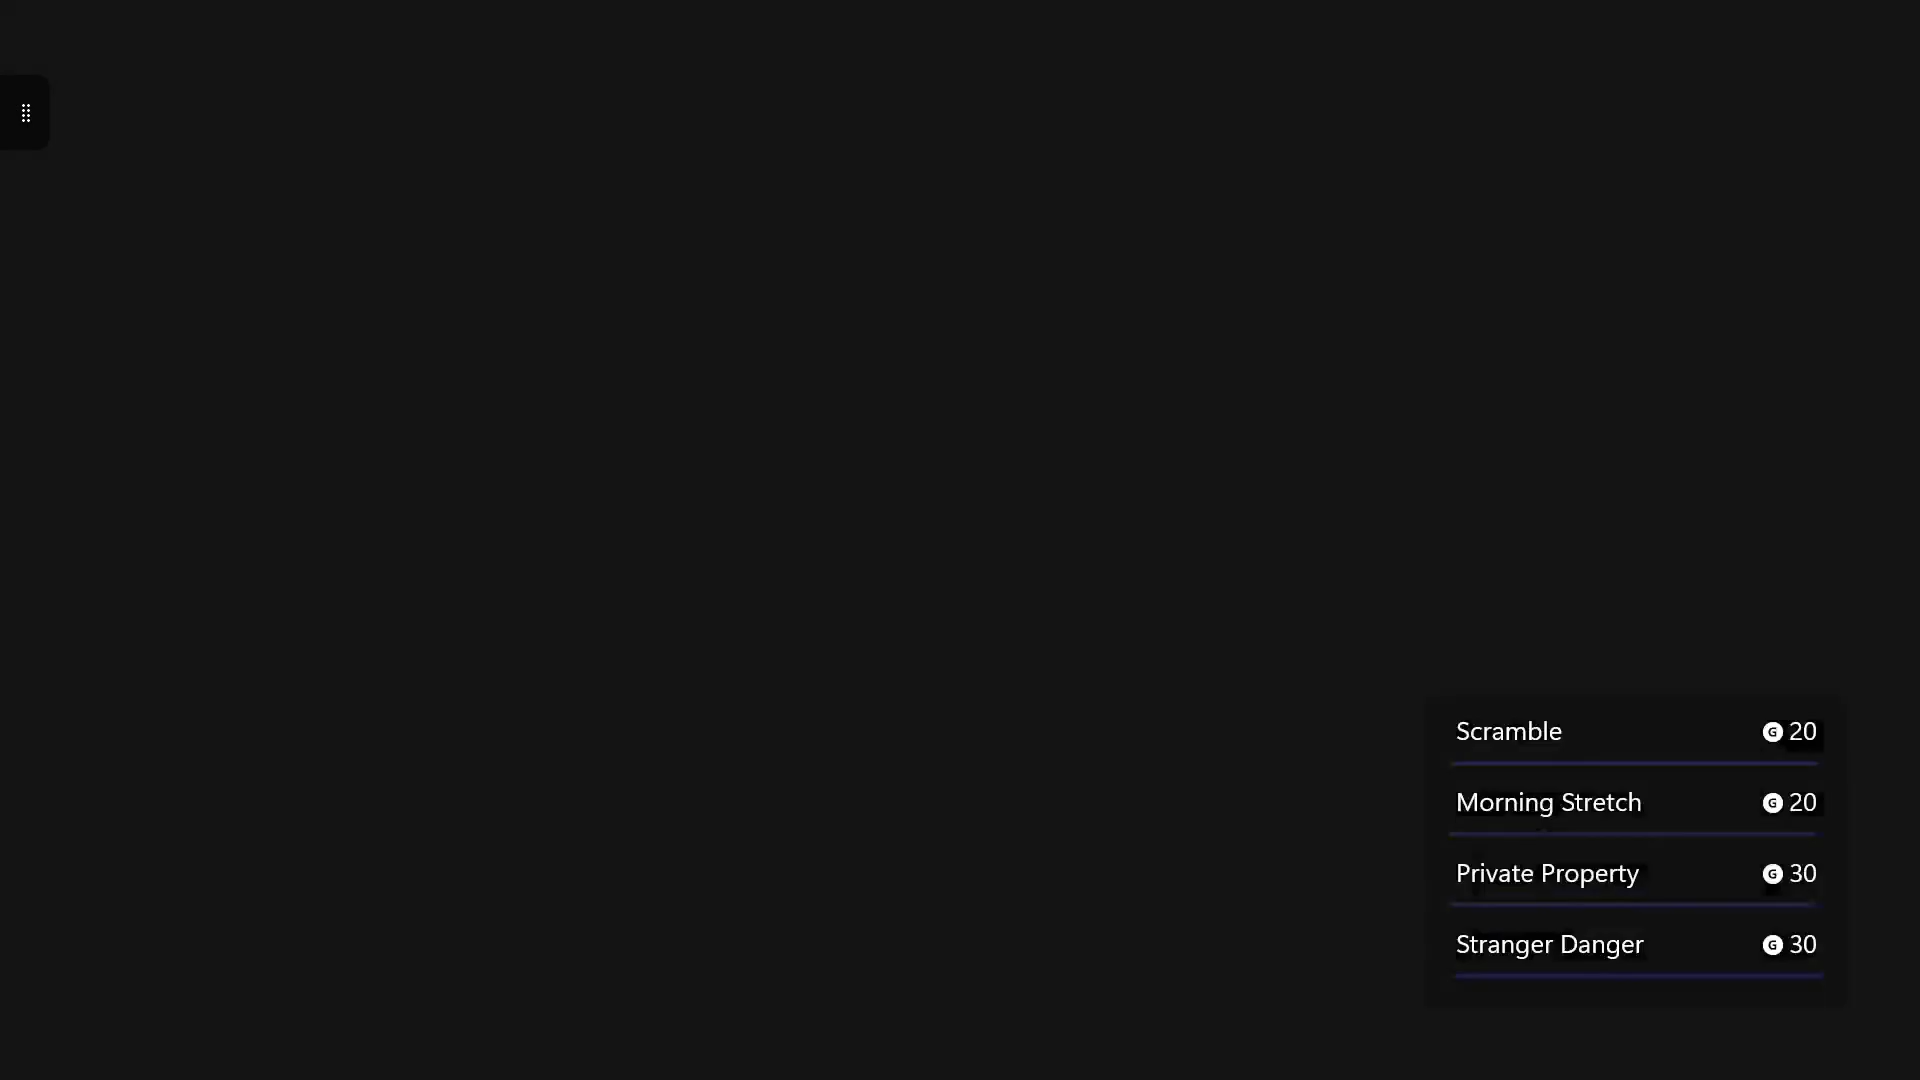 Scramble G 20
Morning Stretch G 20
Private Property G 30
Stranger Danger G 30